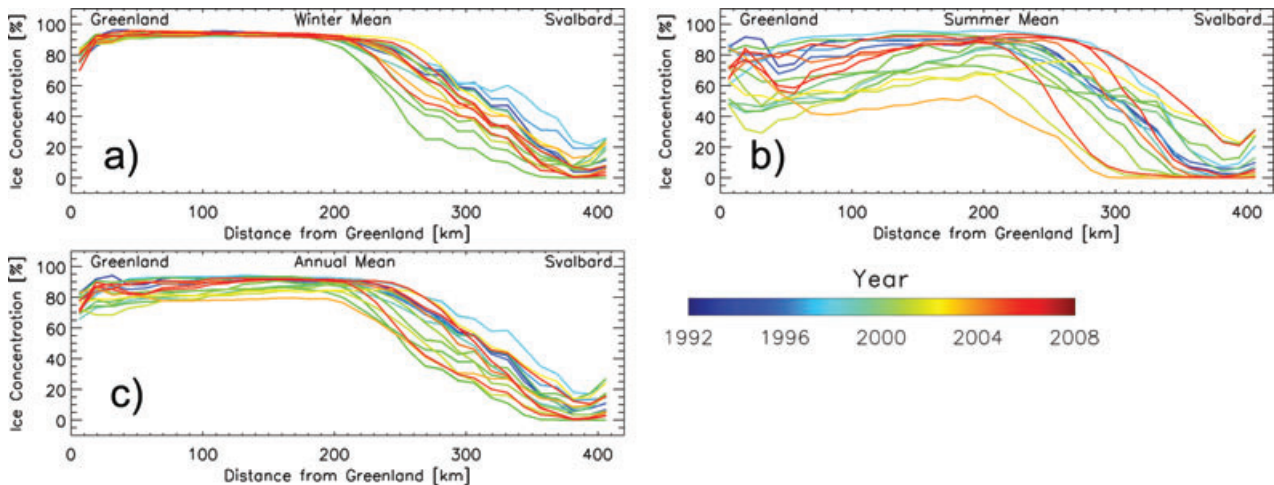 Greenland Winter Mean Svalbard
Ice Concentration [%]
100
80
60
40
20
0
a)
0 100 200 300 400
Distance from Greenland [km]
Greenland Summer Mean Svalbard
Ice Concentration [%]
100
80
60
40
20
0
b)
0 100 200 300 400
Distance from Greenland [km]
Greenland Annual Mean Svalbard
Ice Concentration [%]
100
80
60
40
20
0
c)
0 100 200 300 400
Distance from Greenland [km]
Year
1992 1996 2000 2004 2008